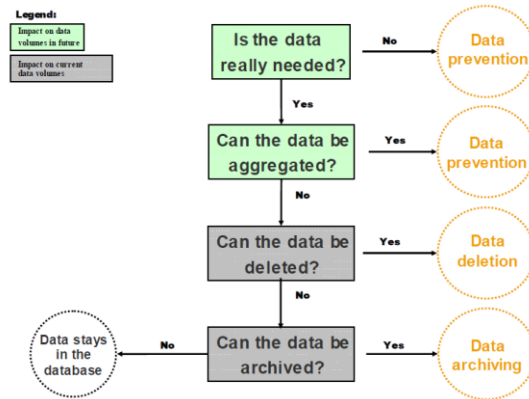 Legend:
Impact on data
volumes in future
Impact on current
data volumes
Is the data
really needed?
No
Data
prevention
Yes
Can the data be
aggregated?
Yes
Data
prevention
No
Can the data be
deleted?
Yes
Data
deletion
No
Can the data be
archived?
Yes
Data
archiving
No
Data stays
in the
database